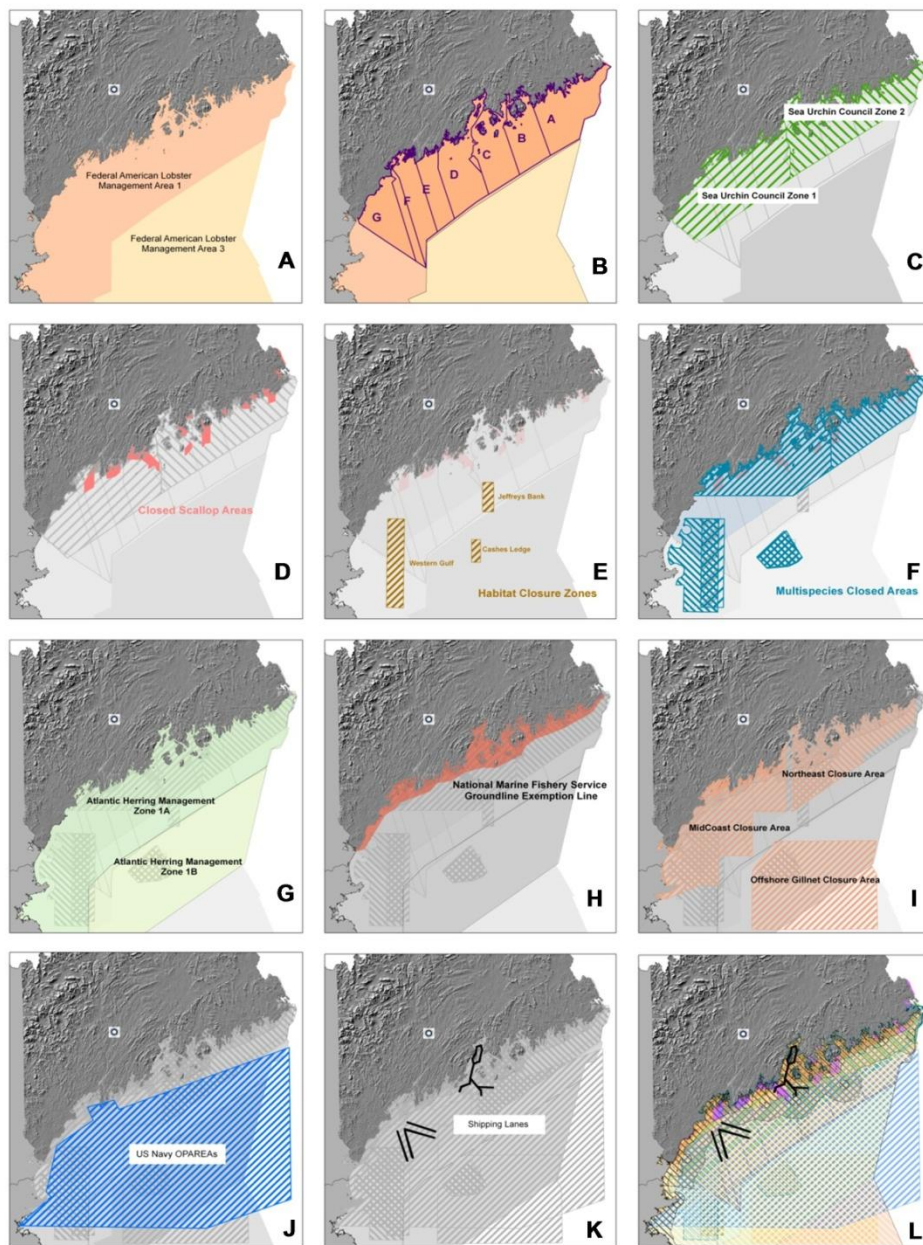 Federal American Lobster
Management Area 1
Federal American Lobster
Management Area 3
A
A
B
C
D
E
F
G
B
Sea Urchin Council Zone 2
Sea Urchin Council Zone 1
C
Closed Scallop Areas
D
Jeffreys Bank
Cashes Ledge
Western Gulf
Habitat Closure Zones
E
Multispecies Closed Areas
F
Atlantic Herring Management
Zone 1A
Atlantic Herring Management
Zone 1B
G
National Marine Fishery Service
Groundline Exemption Line
H
Northeast Closure Area
MidCoast Closure Area
Offshore Gillnet Closure Area
I
US Navy OPAREAs
J
Shipping Lanes
K
L